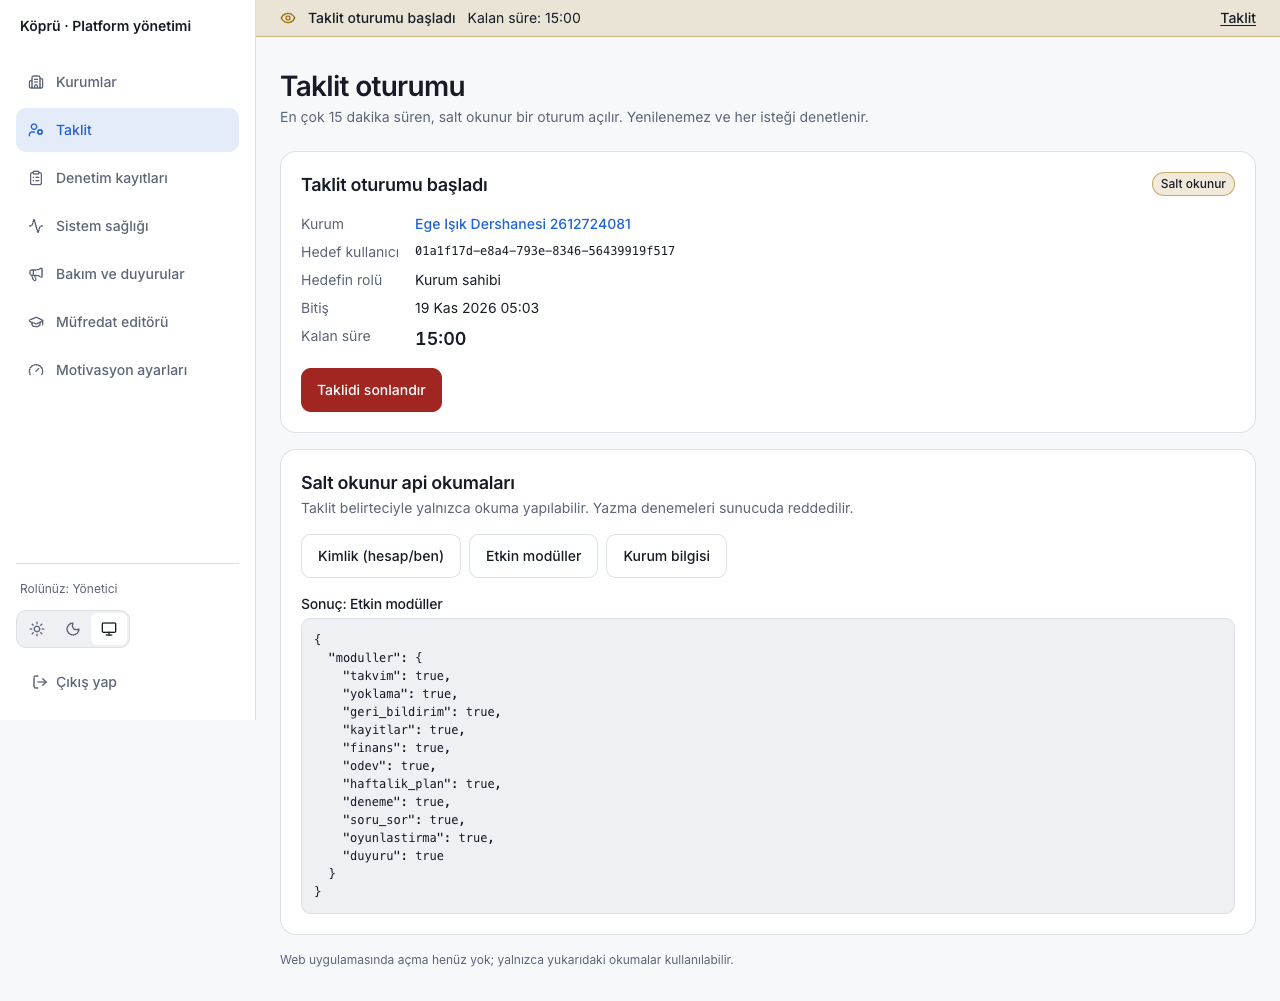 Köprü · Platform yönetimi
Kurumlar
Taklit
Denetim kayıtları
Sistem sağlığı
Bakım ve duyurular
Müfredat editörü
Motivasyon ayarları
Rolünüz: Yönetici
Çıkış yap
Taklit oturumu başladı Kalan süre: 15:00 Taklit
Taklit oturumu
En çok 15 dakika süren, salt okunur bir oturum açılır. Yenilenemez ve her isteği denetlenir.
Taklit oturumu başladı Salt okunur
Kurum Ege Işık Dershanesi 2612724081
Hedef kullanıcı 01a1f17d-e8a4-793e-8346-56439919f517
Hedefin rolü Kurum sahibi
Bitiş 19 Kas 2026 05:03
Kalan süre 15:00
Taklidi sonlandır
Salt okunur api okumaları
Taklit belirteciyle yalnızca okuma yapılabilir. Yazma denemeleri sunucuda reddedilir.
Kimlik (hesap/ben) Etkin modüller Kurum bilgisi
Sonuç: Etkin modüller
{
  "moduller": {
    "takvim": true,
    "yoklama": true,
    "geri_bildirim": true,
    "kayitlar": true,
    "finans": true,
    "odev": true,
    "haftalik_plan": true,
    "deneme": true,
    "soru_sor": true,
    "oyunlastirma": true,
    "duyuru": true
  }
}
Web uygulamasında açma henüz yok; yalnızca yukarıdaki okumalar kullanılabilir.